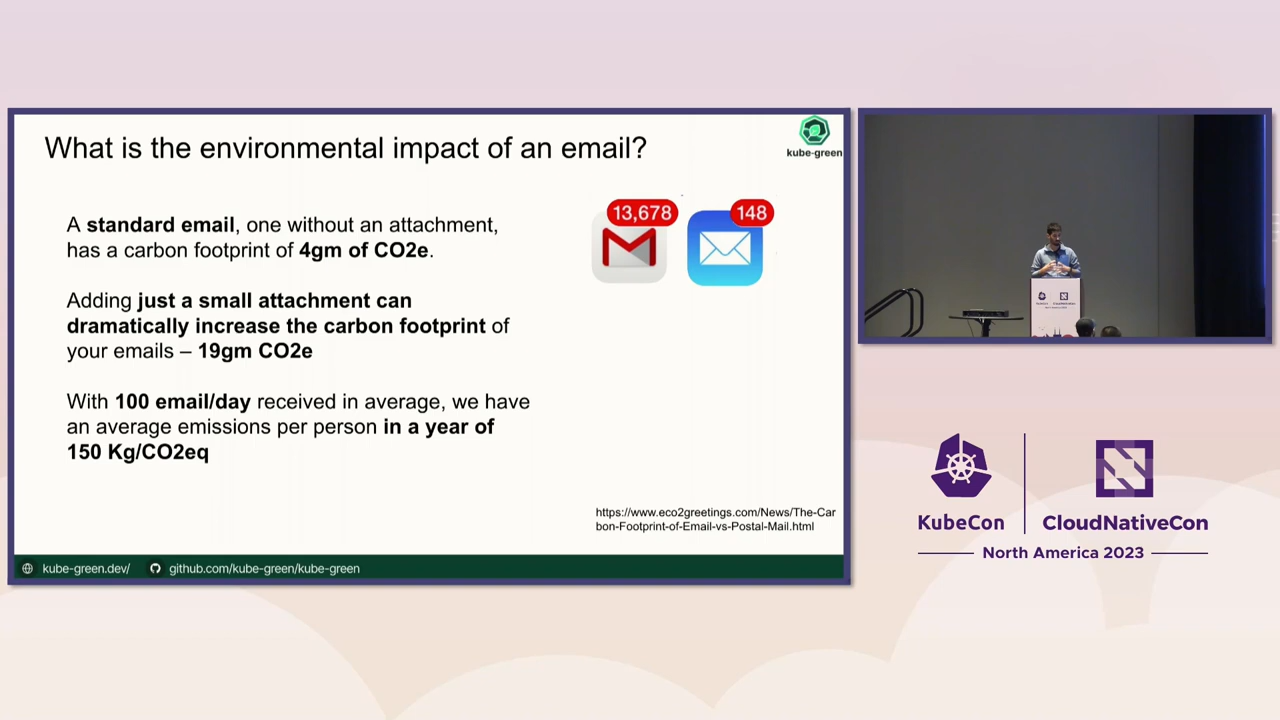 What is the environmental impact of an email?
kube-green
A standard email, one without an attachment,
has a carbon footprint of 4gm of CO2e.
13,678
148
Adding just a small attachment can
dramatically increase the carbon footprint of
your emails – 19gm CO2e
With 100 email/day received in average, we have
an average emissions per person in a year of
150 Kg/CO2eq
https://www.eco2greetings.com/News/The-Car
bon-Footprint-of-Email-vs-Postal-Mail.html
kube-green.dev/
github.com/kube-green/kube-green
KubeCon
CloudNativeCon
North America 2023